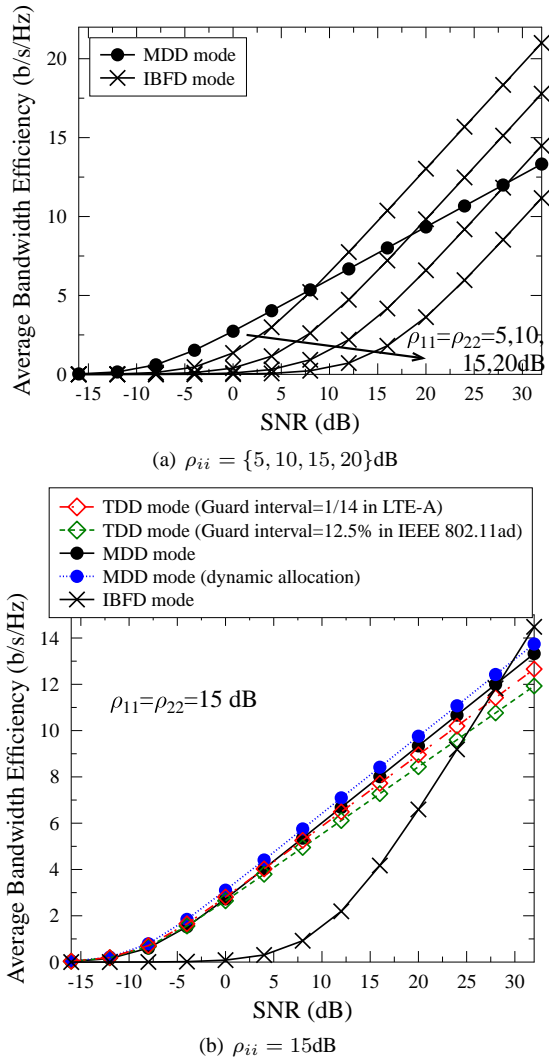 20
15
10
5
0
Average Bandwidth Efficiency (b/s/Hz)
MDD mode
IBFD mode
ρ11=ρ22=5,10,
15,20dB
-15 -10 -5 0 5 10 15 20 25 30
SNR (dB)
(a) ρii = {5, 10, 15, 20}dB
TDD mode (Guard interval=1/14 in LTE-A)
TDD mode (Guard interval=12.5% in IEEE 802.11ad)
MDD mode
MDD mode (dynamic allocation)
IBFD mode
14
12
10
8
6
4
2
0
Average Bandwidth Efficiency (b/s/Hz)
ρ11=ρ22=15 dB
-15 -10 -5 0 5 10 15 20 25 30
SNR (dB)
(b) ρii = 15dB